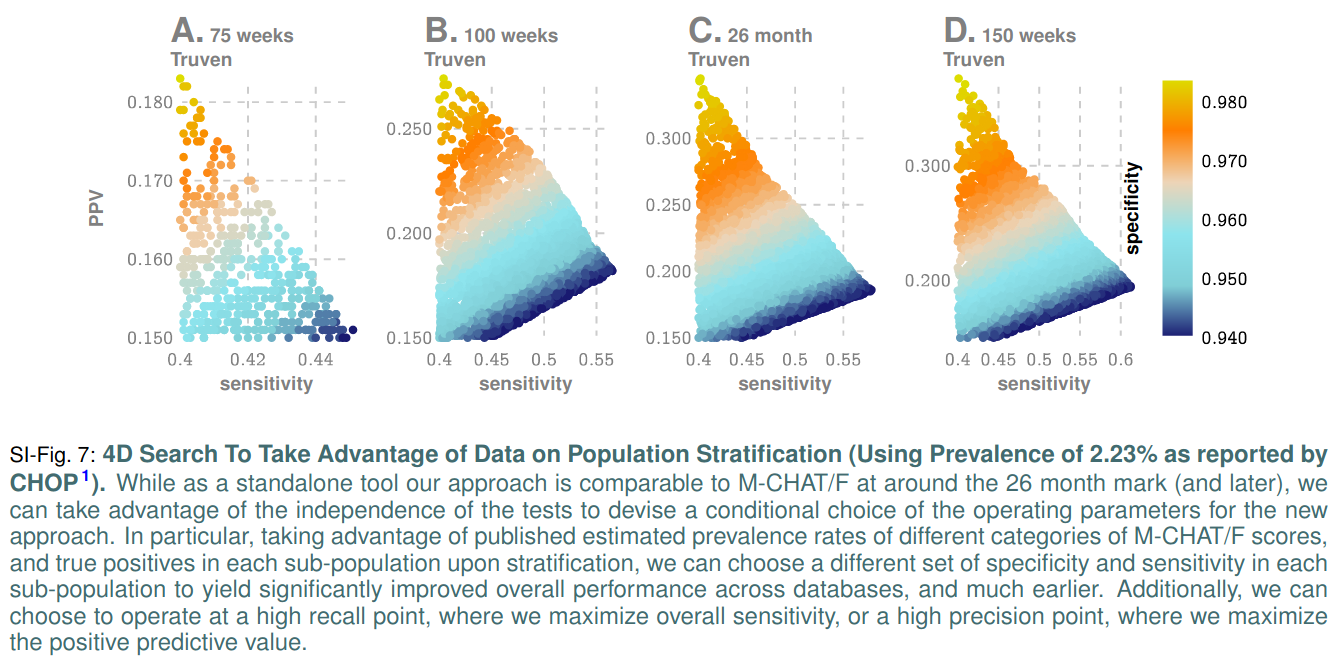 A. 75 weeks
Truven
B. 100 weeks
Truven
C. 26 month
Truven
D. 150 weeks
Truven
PPV
0.180
0.170
0.160
0.150
0.4 0.42 0.44
sensitivity
0.250
0.200
0.150
0.4 0.45 0.5 0.55
sensitivity
0.300
0.250
0.200
0.150
0.4 0.45 0.5 0.55
sensitivity
0.300
0.200
0.4 0.45 0.5 0.55 0.6
sensitivity
specificity
0.980
0.970
0.960
0.950
0.940
SI-Fig. 7: 4D Search To Take Advantage of Data on Population Stratification (Using Prevalence of 2.23% as reported by
CHOP1). While as a standalone tool our approach is comparable to M-CHAT/F at around the 26 month mark (and later), we
can take advantage of the independence of the tests to devise a conditional choice of the operating parameters for the new
approach. In particular, taking advantage of published estimated prevalence rates of different categories of M-CHAT/F scores,
and true positives in each sub-population upon stratification, we can choose a different set of specificity and sensitivity in each
sub-population to yield significantly improved overall performance across databases, and much earlier. Additionally, we can
choose to operate at a high recall point, where we maximize overall sensitivity, or a high precision point, where we maximize
the positive predictive value.